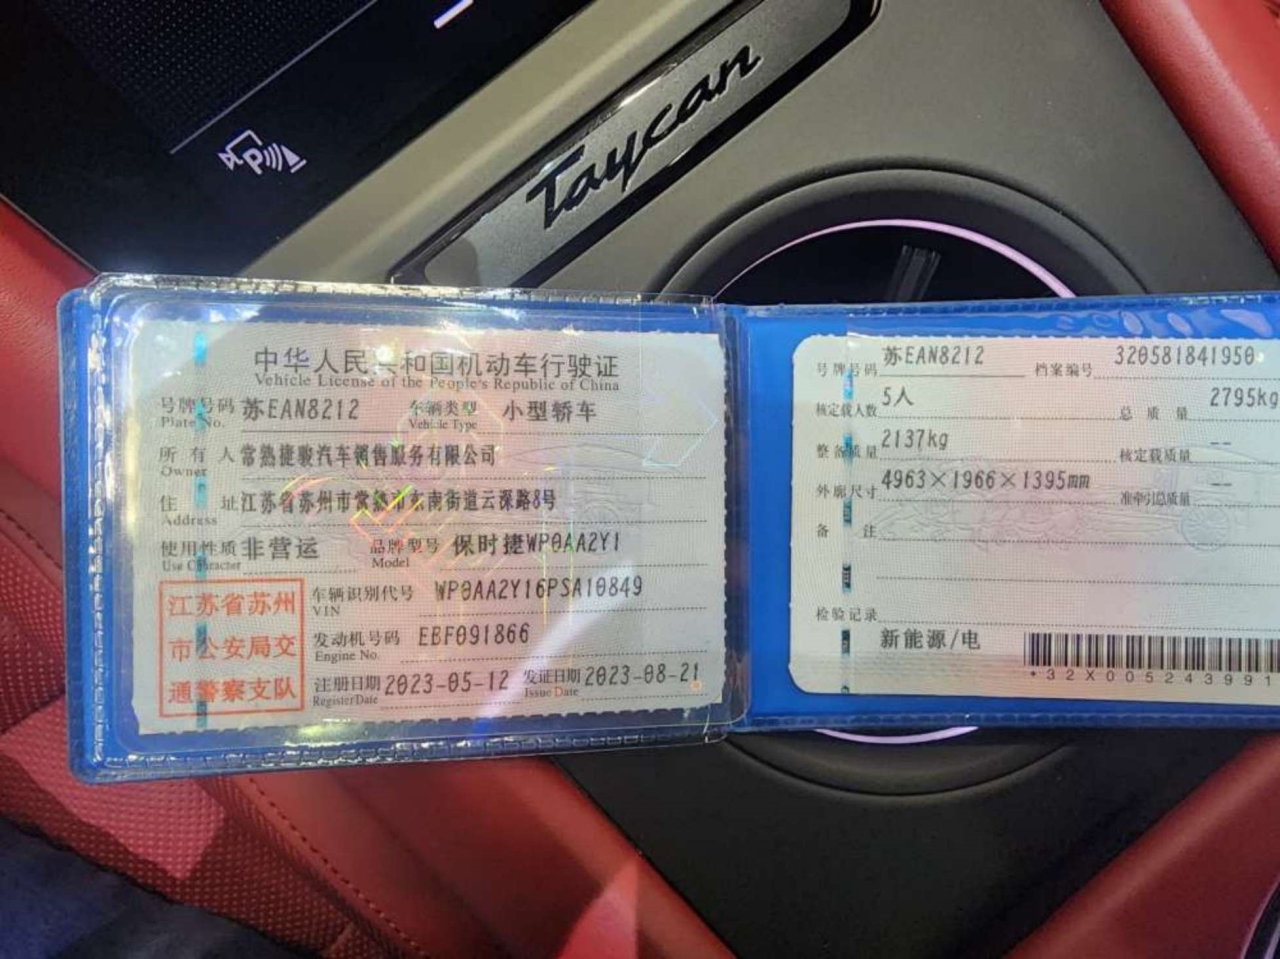 P
Taycan
中华人民共和国机动车行驶证
Vehicle License of the People's Republic of China
号牌号码 苏EAN8212 车辆类型 小型轿车
Plate No. Vehicle Type
所有人 常熟捷骏汽车销售服务有限公司
Owner
住址 江苏省苏州市常熟市东南街道云深路8号
Address
使用性质 非营运 品牌型号 保时捷WP0AA2Y1
Use Character Model
江苏省苏州
市公安局交
通警察支队
车辆识别代号 WP0AA2Y16PSA10849
VIN
发动机号码 EBF091866
Engine No.
注册日期 2023-05-12 发证日期 2023-08-21
Register Date Issue Date
号牌号码 苏EAN8212 档案编号 320581841950
核定载人数 5人 总质量 2795kg
整备质量 2137kg 核定载质量 --
外廓尺寸 4963×1966×1395mm 准牵引总质量 --
备注
检验记录
新能源/电
*32X005243991